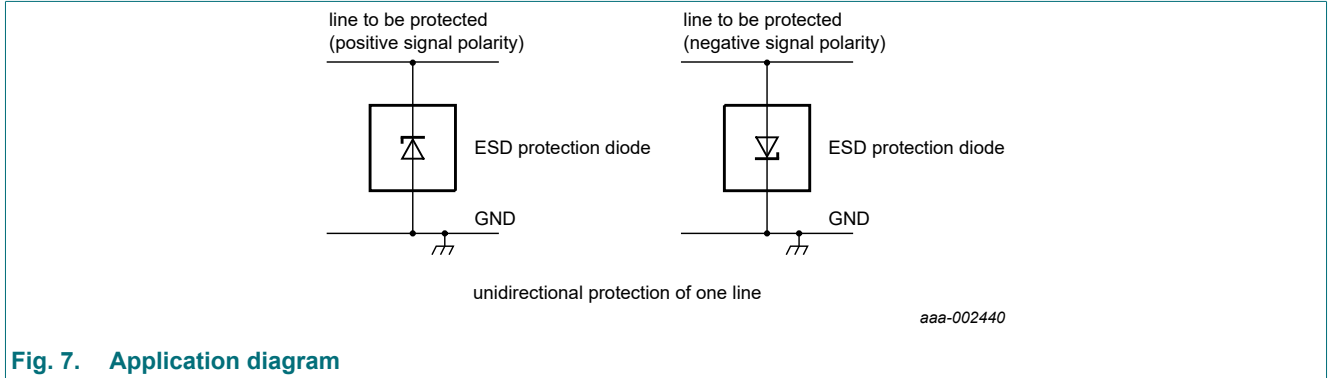 line to be protected
(positive signal polarity)
ESD protection diode
GND
line to be protected
(negative signal polarity)
ESD protection diode
GND
unidirectional protection of one line
aaa-002440
Fig. 7. Application diagram